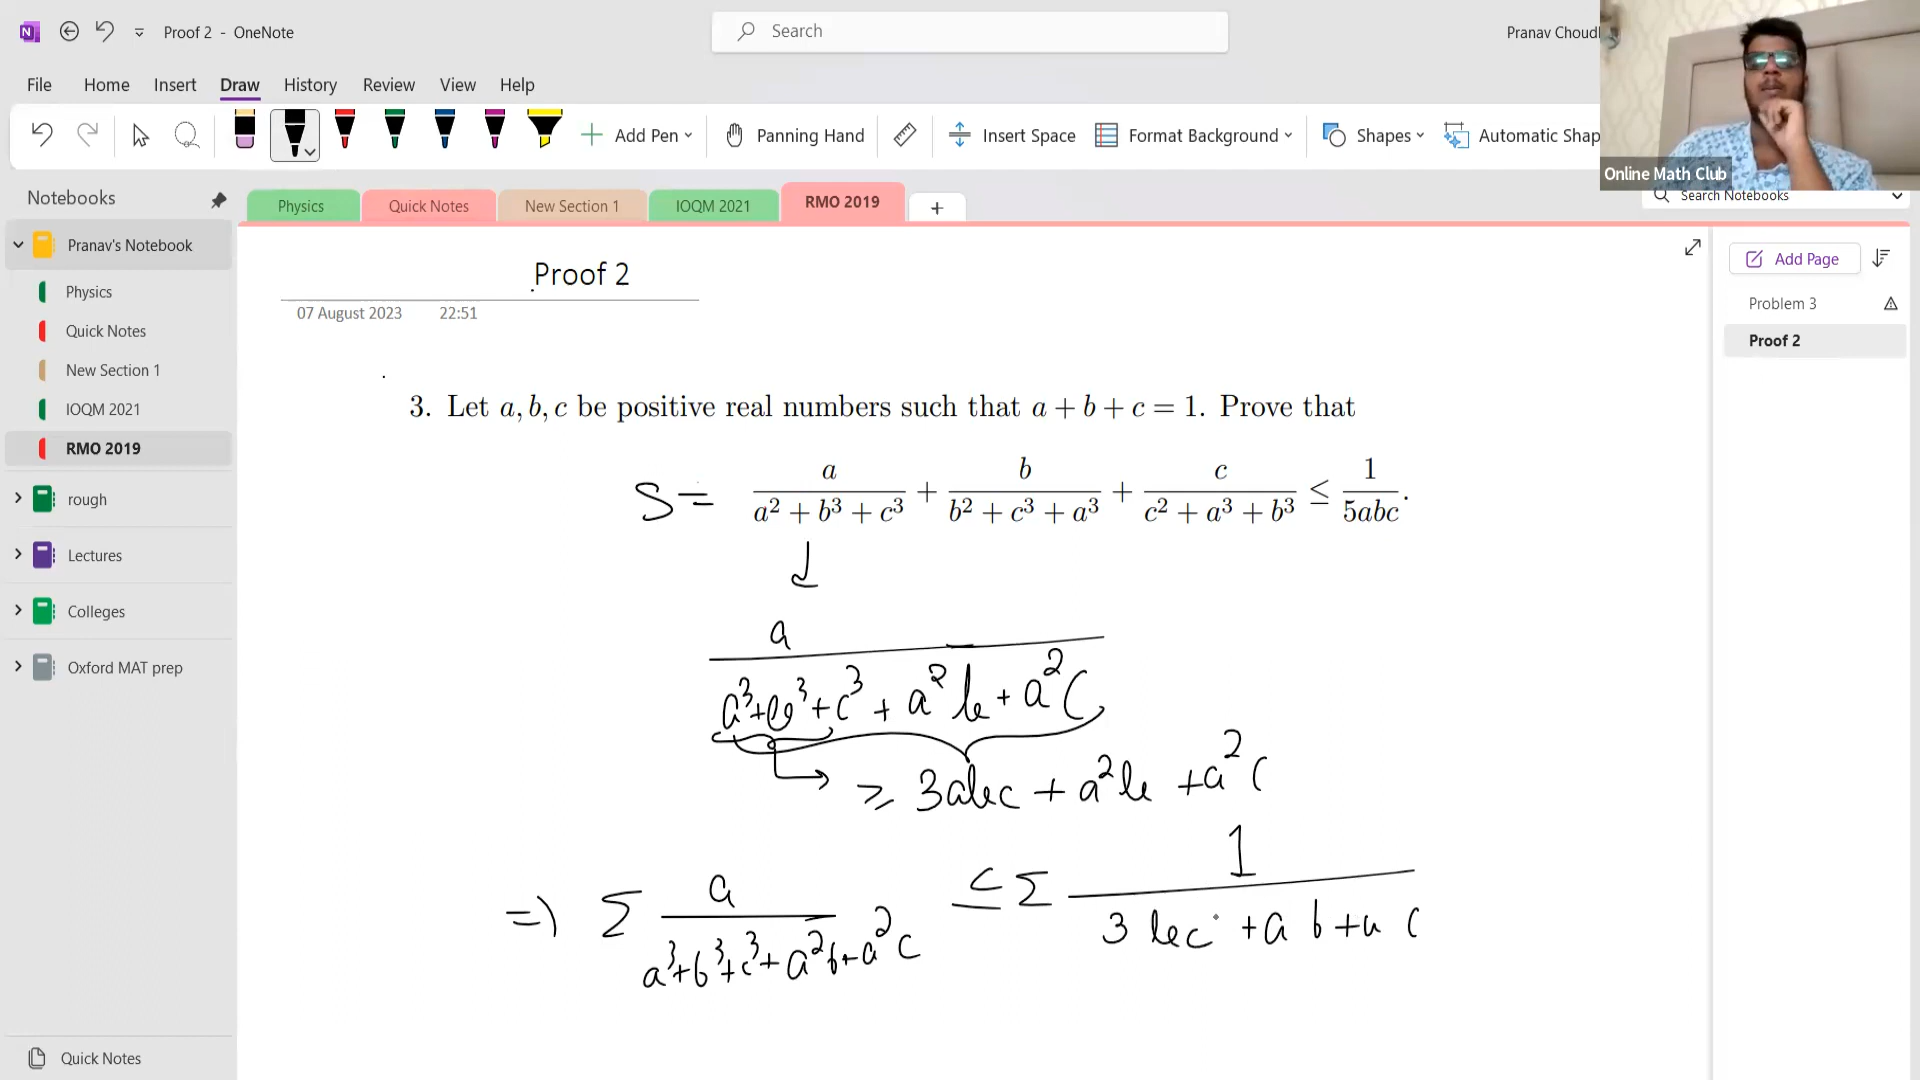 Proof 2 - OneNote
Search
Pranav Choud
File Home Insert Draw History Review View Help
Add Pen
Panning Hand
Insert Space
Format Background
Shapes
Automatic Shap
Online Math Club
Notebooks
Physics
Quick Notes
New Section 1
IOQM 2021
RMO 2019
+
Search Notebooks
Pranav's Notebook
Physics
Quick Notes
New Section 1
IOQM 2021
RMO 2019
rough
Lectures
Colleges
Oxford MAT prep
Quick Notes
Add Page
Problem 3
Proof 2
Proof 2
07 August 2023 22:51
3. Let a, b, c be positive real numbers such that a + b + c = 1. Prove that
S = a/(a² + b³ + c³) + b/(b² + c³ + a³) + c/(c² + a³ + b³) ≤ 1/(5abc).
a
a³ + b³ + c³ + a²b + a²c
≥ 3abc + a²b + a²c
=> Σ a/(a³+b³+c³+a²b+a²c) ≤ Σ 1/(3bc + ab + ac)